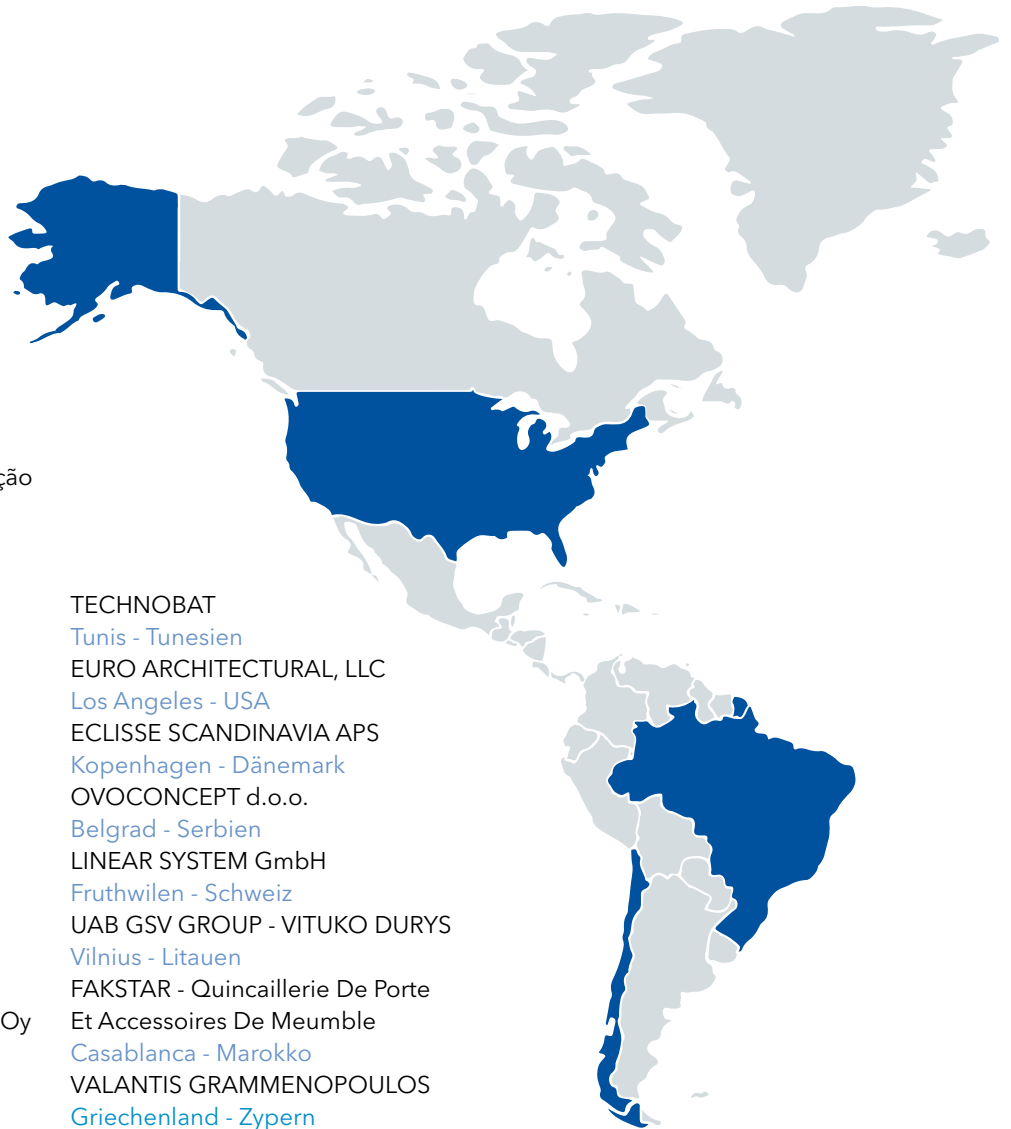 ção
TECHNOBAT
Tunis - Tunesien
EURO ARCHITECTURAL, LLC
Los Angeles - USA
ECLISSE SCANDINAVIA APS
Kopenhagen - Dänemark
OVOCONCEPT d.o.o.
Belgrad - Serbien
LINEAR SYSTEM GmbH
Fruthwilen - Schweiz
UAB GSV GROUP - VITUKO DURYS
Vilnius - Litauen
FAKSTAR - Quincaillerie De Porte
Oy
Et Accessoires De Meumble
Casablanca - Marokko
VALANTIS GRAMMENOPOULOS
Griechenland - Zypern